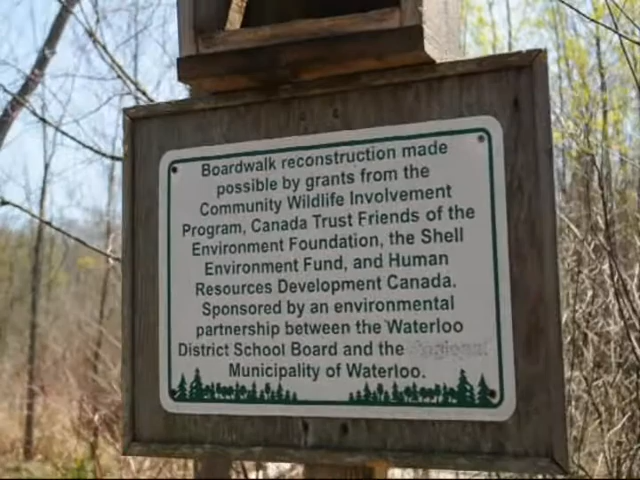 Boardwalk reconstruction made
possible by grants from the
Community Wildlife Involvement
Program, Canada Trust Friends of the
Environment Foundation, the Shell
Environment Fund, and Human
Resources Development Canada.
Sponsored by an environmental
partnership between the Waterloo
District School Board and the Regional
Municipality of Waterloo.